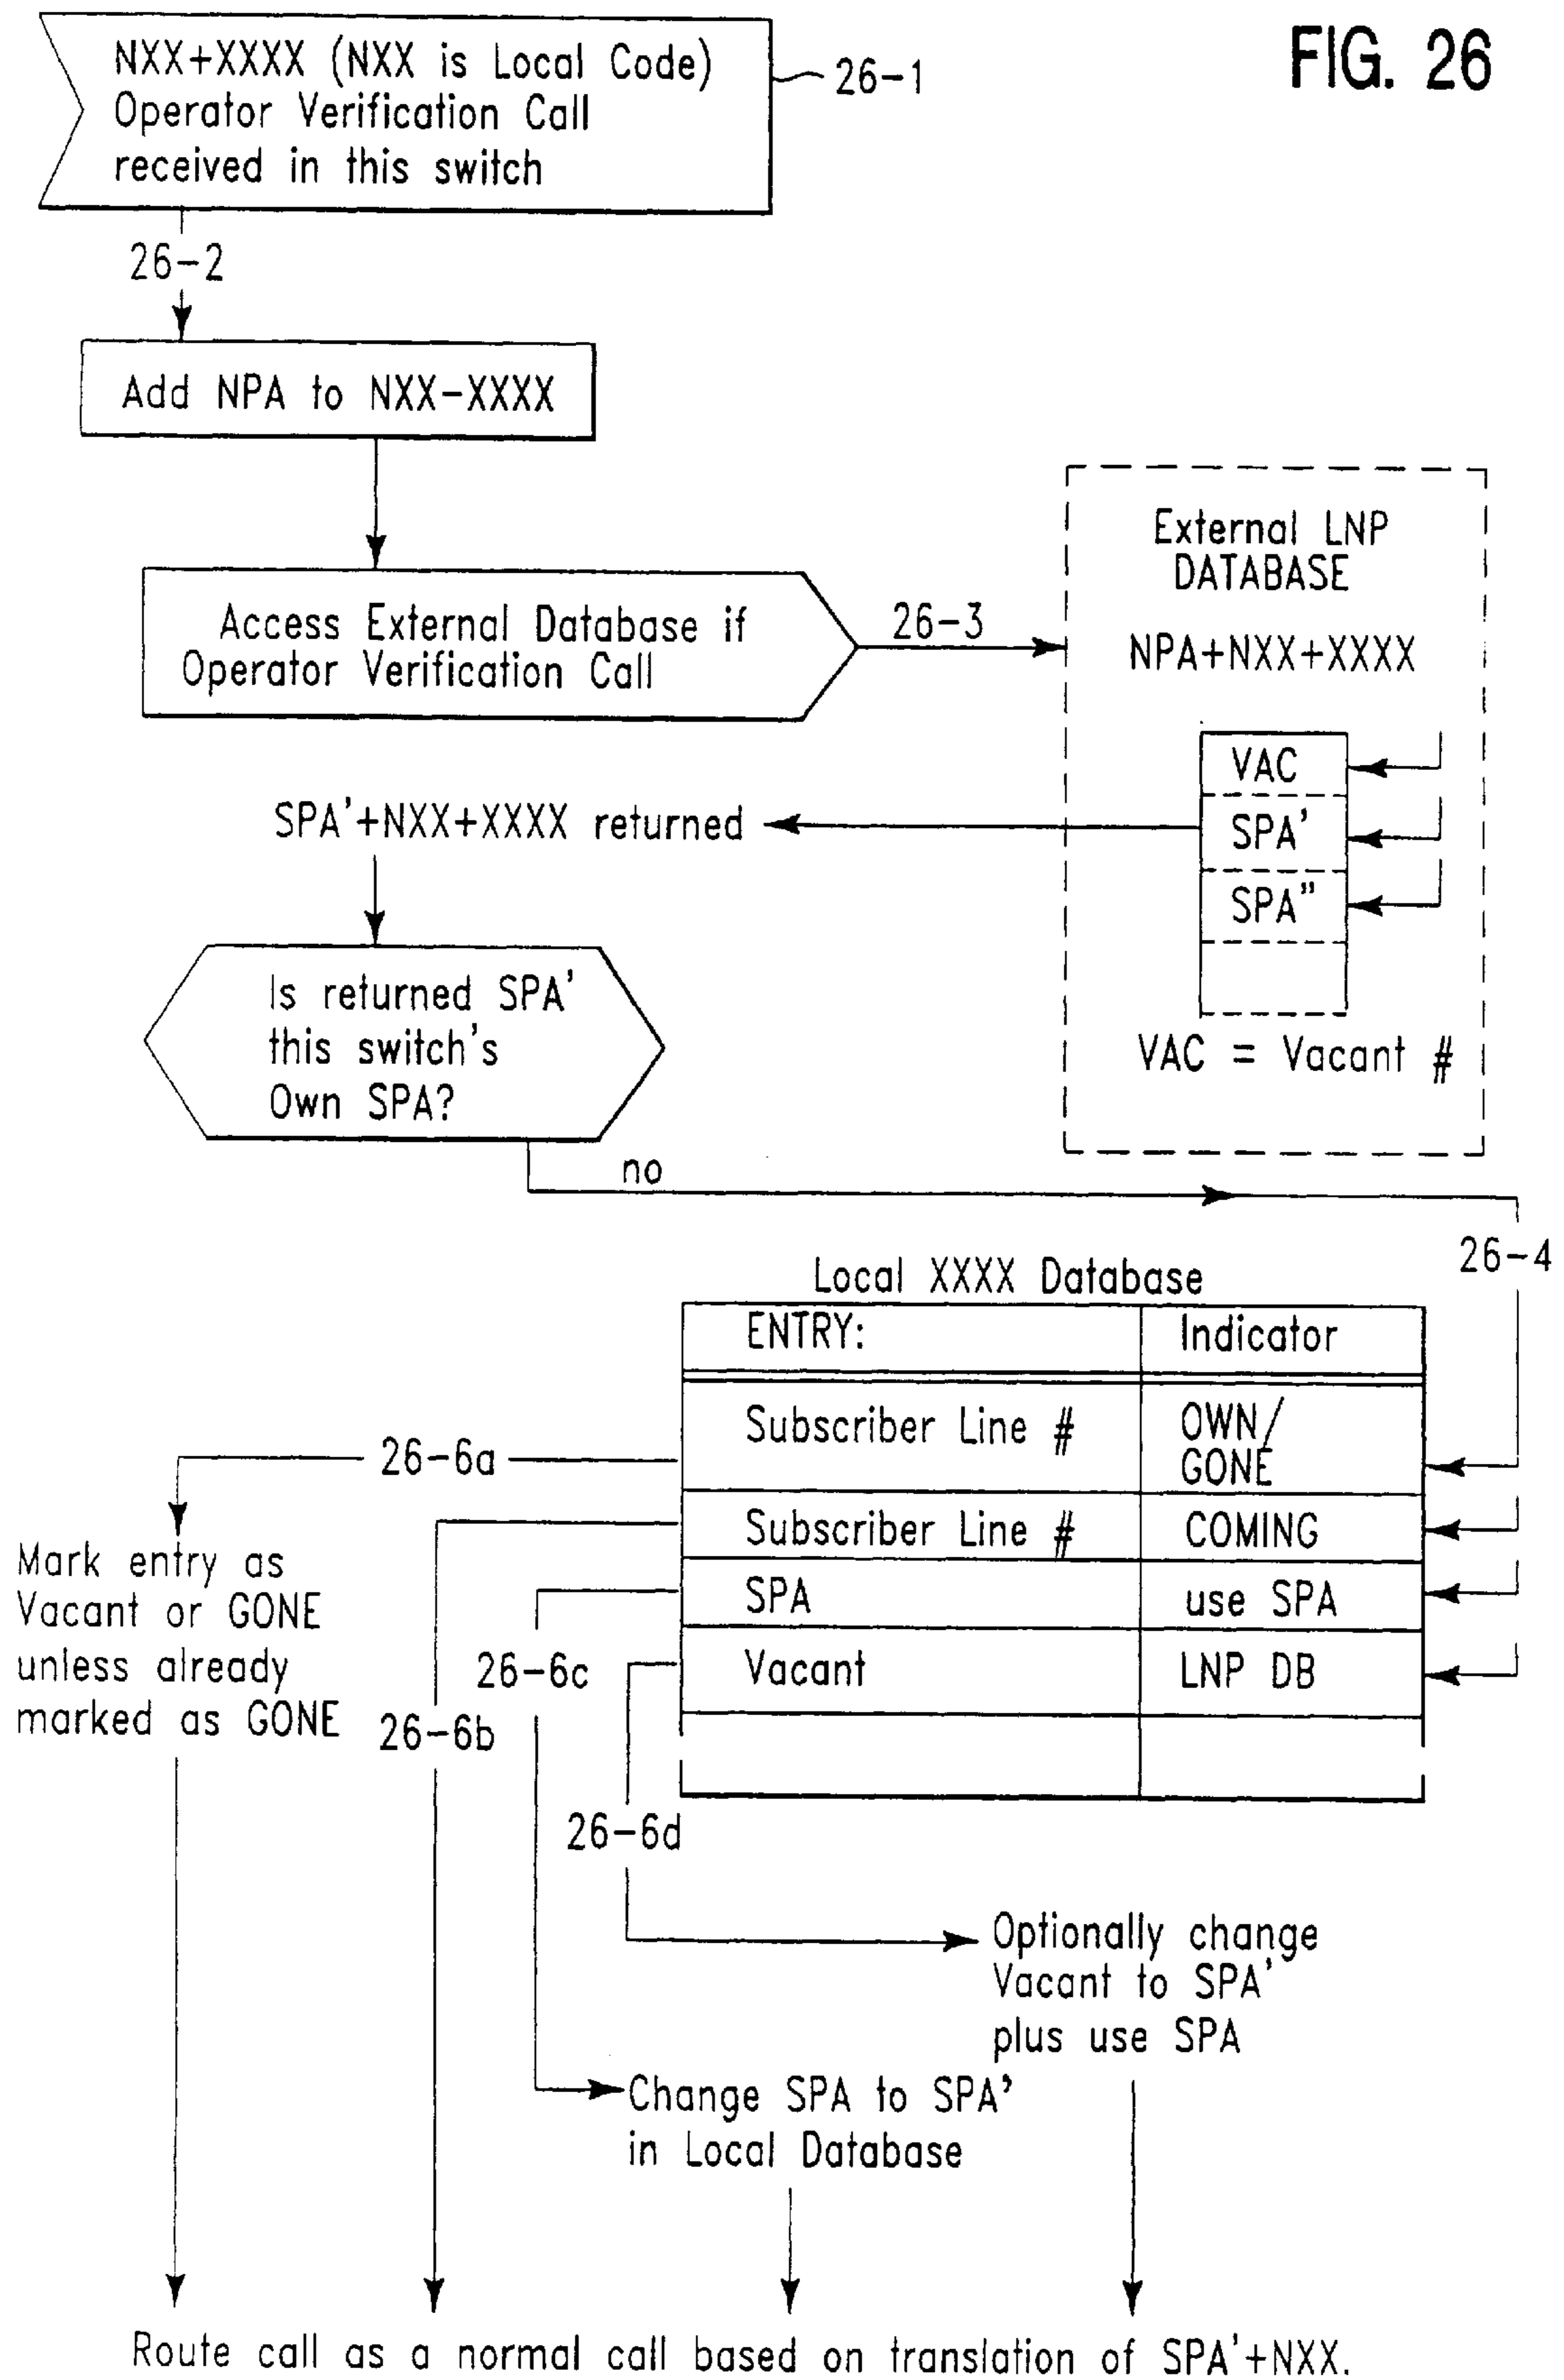 FIG. 26
NXX+XXXX (NXX is Local Code)
Operator Verification Call
received in this switch
26-1
26-2
Add NPA to NXX-XXXX
Access External Database if
Operator Verification Call
26-3
External LNP
DATABASE
NPA+NXX+XXXX
VAC
SPA'
SPA"
VAC = Vacant #
SPA'+NXX+XXXX returned
Is returned SPA'
this switch's
Own SPA?
no
26-4
Local XXXX Database
ENTRY: Indicator
Subscriber Line # OWN/
GONE
Subscriber Line # COMING
SPA use SPA
Vacant LNP DB
26-6a
Mark entry as
Vacant or GONE
unless already
marked as GONE
26-6b
26-6c
26-6d
Optionally change
Vacant to SPA'
plus use SPA
Change SPA to SPA'
in Local Database
Route call as a normal call based on translation of SPA'+NXX.